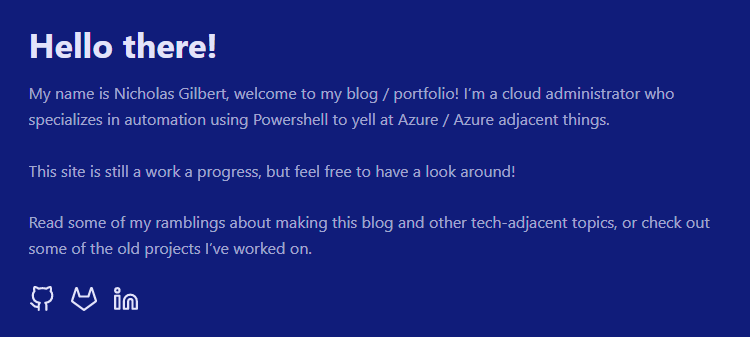 Hello there!
My name is Nicholas Gilbert, welcome to my blog / portfolio! I'm a cloud administrator who
specializes in automation using Powershell to yell at Azure / Azure adjacent things.
This site is still a work a progress, but feel free to have a look around!
Read some of my ramblings about making this blog and other tech-adjacent topics, or check out
some of the old projects I've worked on.